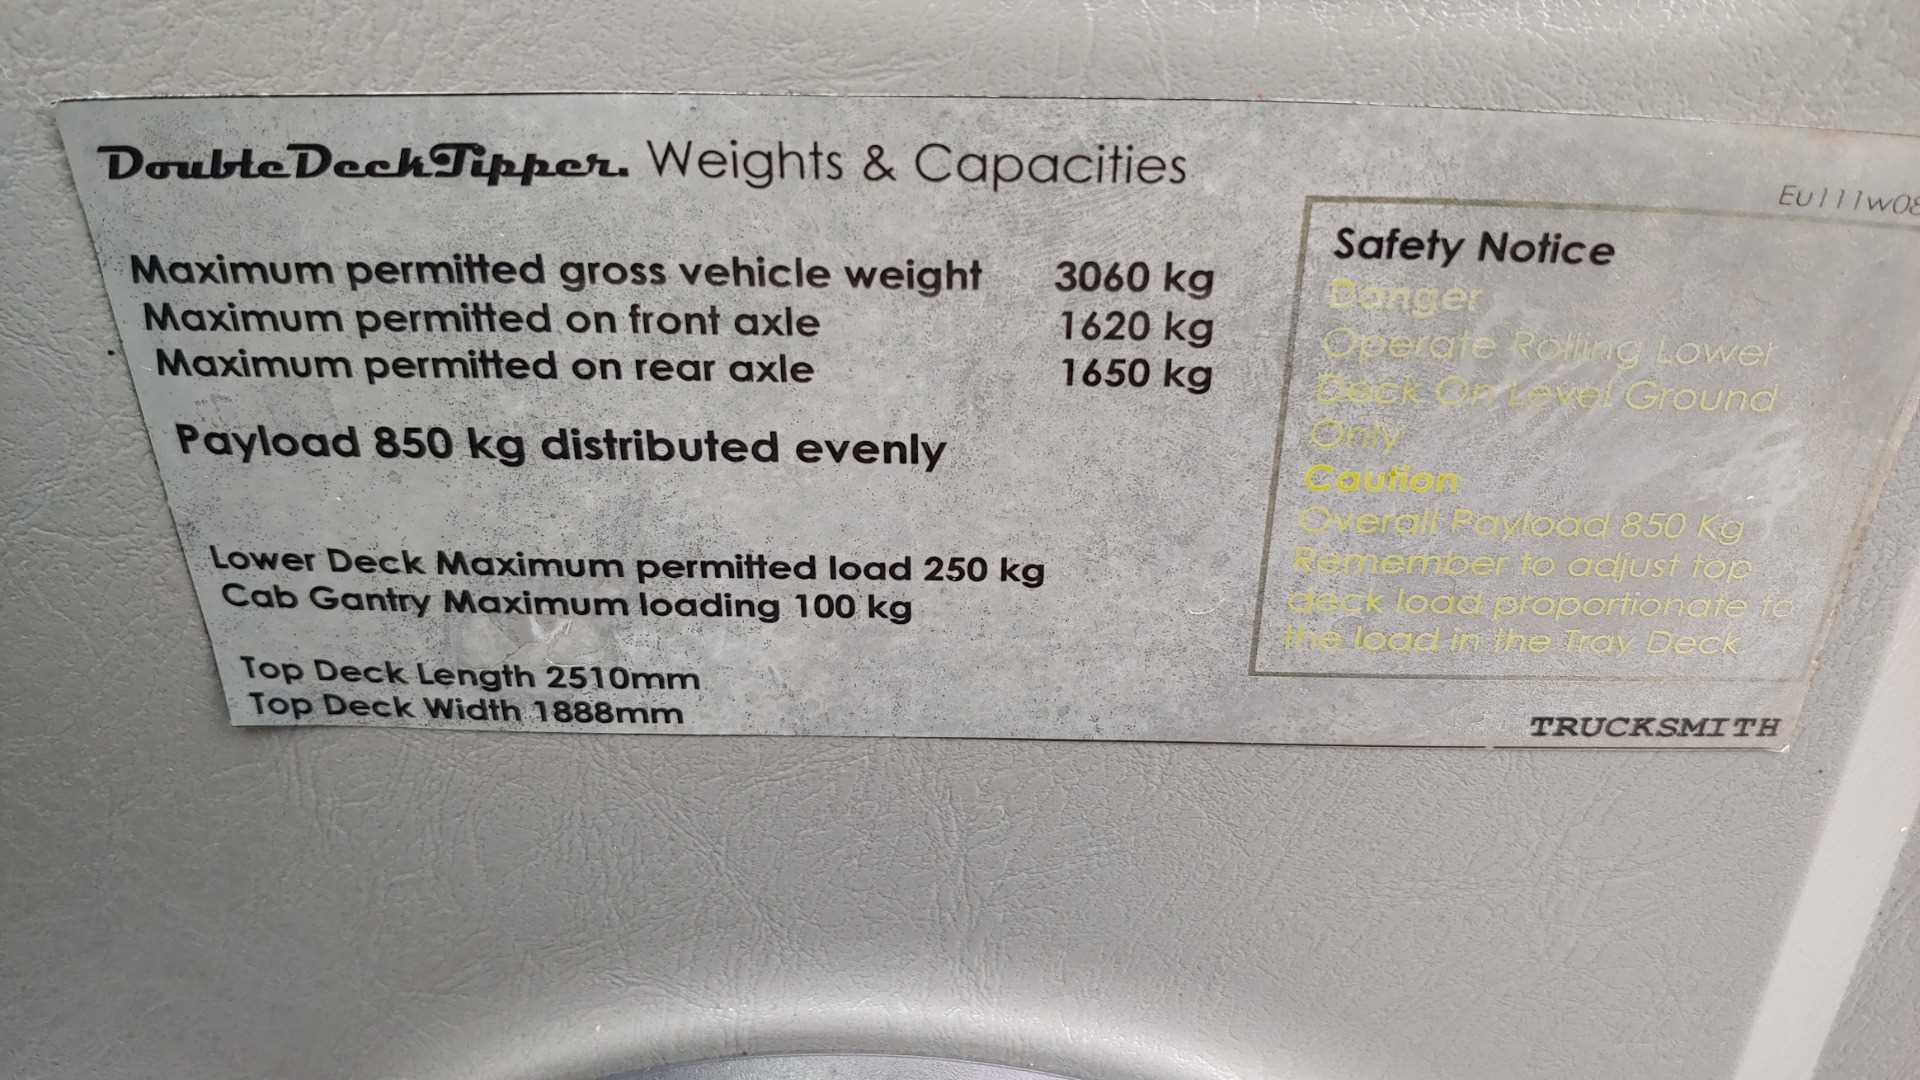 DoubleDeckTipper. Weights & Capacities
Maximum permitted gross vehicle weight 3060 kg
Maximum permitted on front axle 1620 kg
Maximum permitted on rear axle 1650 kg
Payload 850 kg distributed evenly
Lower Deck Maximum permitted load 250 kg
Cab Gantry Maximum loading 100 kg
Top Deck Length 2510mm
Top Deck Width 1888mm
Eu111w08
Safety Notice
Danger
Operate Rolling Lower
Deck On Level Ground
Only
Caution
Overall Payload 850 Kg
Remember to adjust top
deck load proportionate to
the load in the Tray Deck
TRUCKSMITH